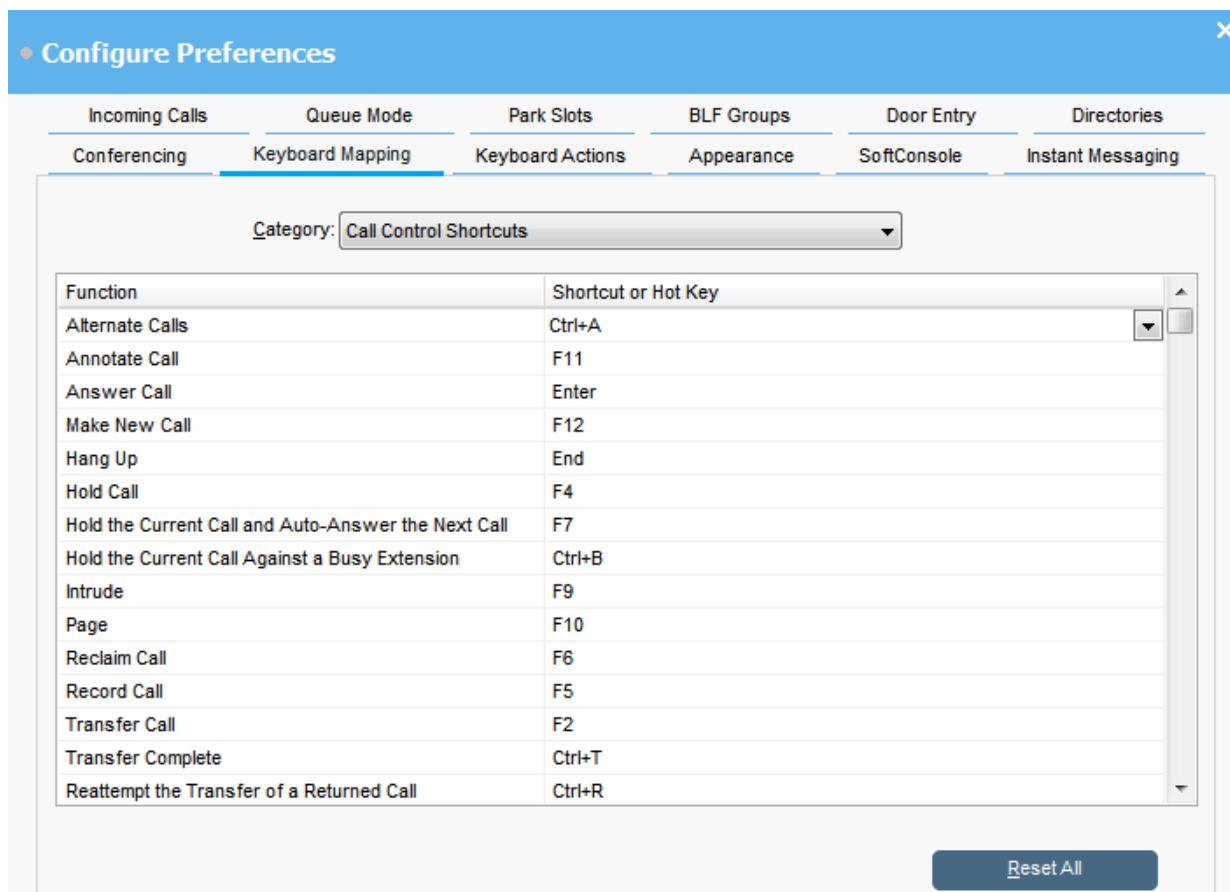 Configure Preferences
Incoming Calls Queue Mode Park Slots BLF Groups Door Entry Directories
Conferencing Keyboard Mapping Keyboard Actions Appearance SoftConsole Instant Messaging
Category: Call Control Shortcuts
Function Shortcut or Hot Key
Alternate Calls Ctrl+A
Annotate Call F11
Answer Call Enter
Make New Call F12
Hang Up End
Hold Call F4
Hold the Current Call and Auto-Answer the Next Call F7
Hold the Current Call Against a Busy Extension Ctrl+B
Intrude F9
Page F10
Reclaim Call F6
Record Call F5
Transfer Call F2
Transfer Complete Ctrl+T
Reattempt the Transfer of a Returned Call Ctrl+R
Reset All